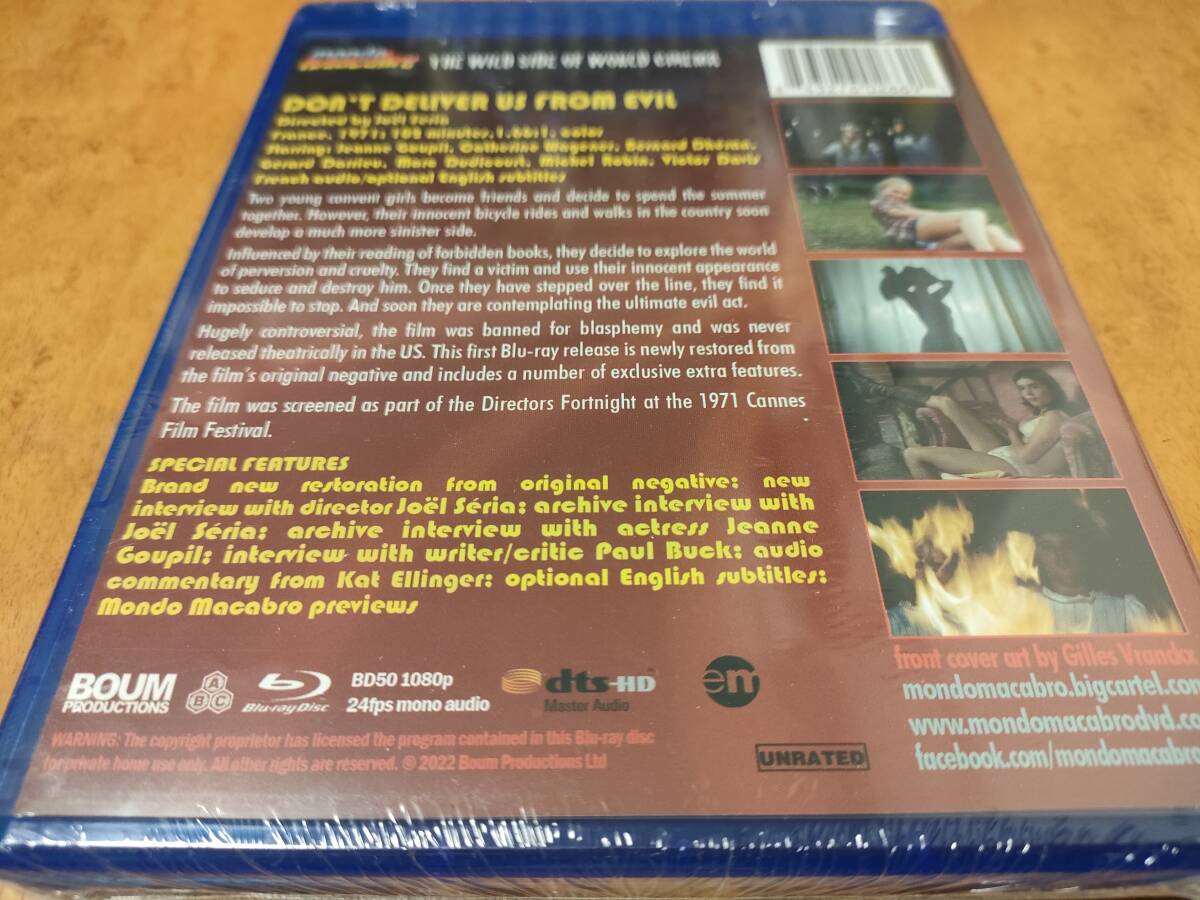 mondo macabro THE WILD SIDE OF WORLD CINEMA
DON'T DELIVER US FROM EVIL
Directed by Joël Séria
France, 1971: 102 minutes, 1.66:1, color
Starring: Jeanne Goupil, Catherine Wagener, Bernard Dhéran,
Gérard Darrieu, Marc Dudicourt, Michel Robin, Véronique Silver
French audio/optional English subtitles
Two young convent girls become friends and decide to spend the summer
together. However, their innocent bicycle rides and walks in the country soon
develop a much more sinister side.
Influenced by their reading of forbidden books, they decide to explore the world
of perversion and cruelty. They find a victim and use their innocent appearance
to seduce and destroy him. Once they have stepped over the line, they find it
impossible to stop. And soon they are contemplating the ultimate evil act.
Hugely controversial, the film was banned for blasphemy and was never
released theatrically in the US. This first Blu-ray release is newly restored from
the film's original negative and includes a number of exclusive extra features.
The film was screened as part of the Directors Fortnight at the 1971 Cannes
Film Festival.
SPECIAL FEATURES
Brand new restoration from original negative; new
interview with director Joël Séria; archive interview with
Joël Séria; archive interview with actress Jeanne
Goupil; interview with writer/critic Paul Buck; audio
commentary from Kat Ellinger; optional English subtitles;
Mondo Macabro previews
BOUM
PRODUCTIONS
ABC
Blu-ray Disc
BD50 1080p
24fps mono audio
dts-HD
Master Audio
em
WARNING: The copyright proprietor has licensed the program contained in this Blu-ray disc
for private home use only. All other rights are reserved. © 2022 Boum Productions Ltd
UNRATED
front cover art by Gilles Vranckx
mondomacabro.bigcartel.com
www.mondomacabrodvd.co
facebook.com/mondomacabro